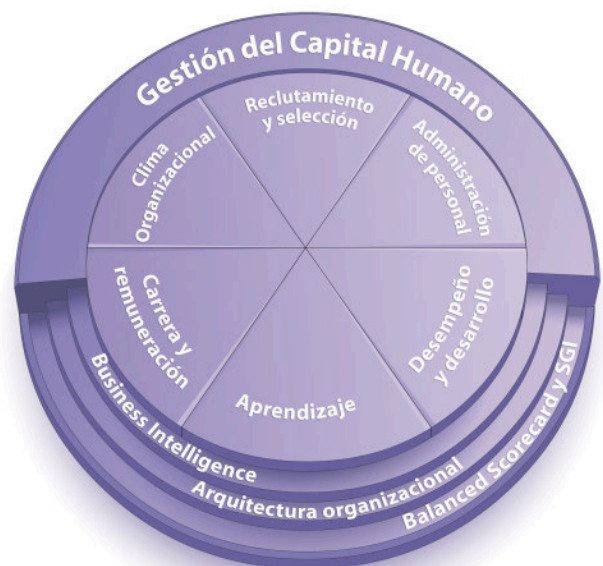 Gestión del Capital Humano
Reclutamiento
y selección
Administración
de personal
Desempeño
y desarrollo
Aprendizaje
Carrera y
remuneración
Clima
Organizacional
Business Intelligence
Arquitectura organizacional
Balanced Scorecard y SGI